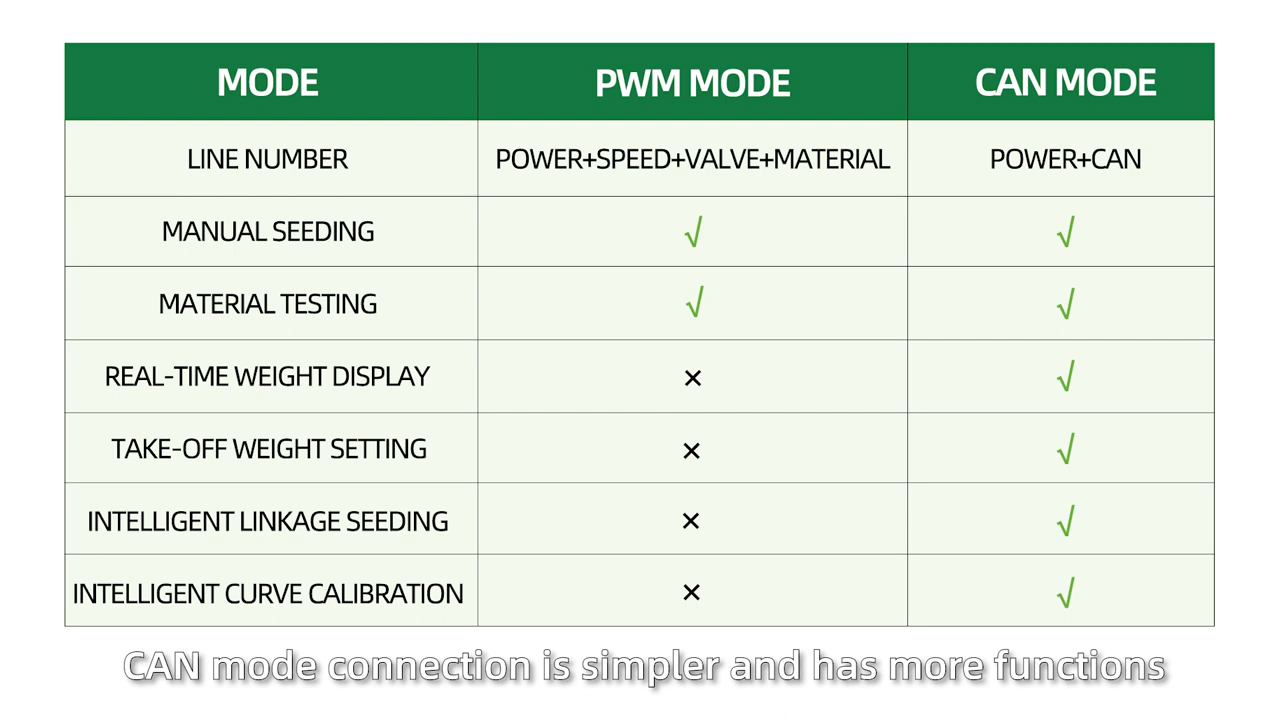 MODE PWM MODE CAN MODE
LINE NUMBER POWER+SPEED+VALVE+MATERIAL POWER+CAN
MANUAL SEEDING √ √
MATERIAL TESTING √ √
REAL-TIME WEIGHT DISPLAY × √
TAKE-OFF WEIGHT SETTING × √
INTELLIGENT LINKAGE SEEDING × √
INTELLIGENT CURVE CALIBRATION × √
CAN mode connection is simpler and has more functions